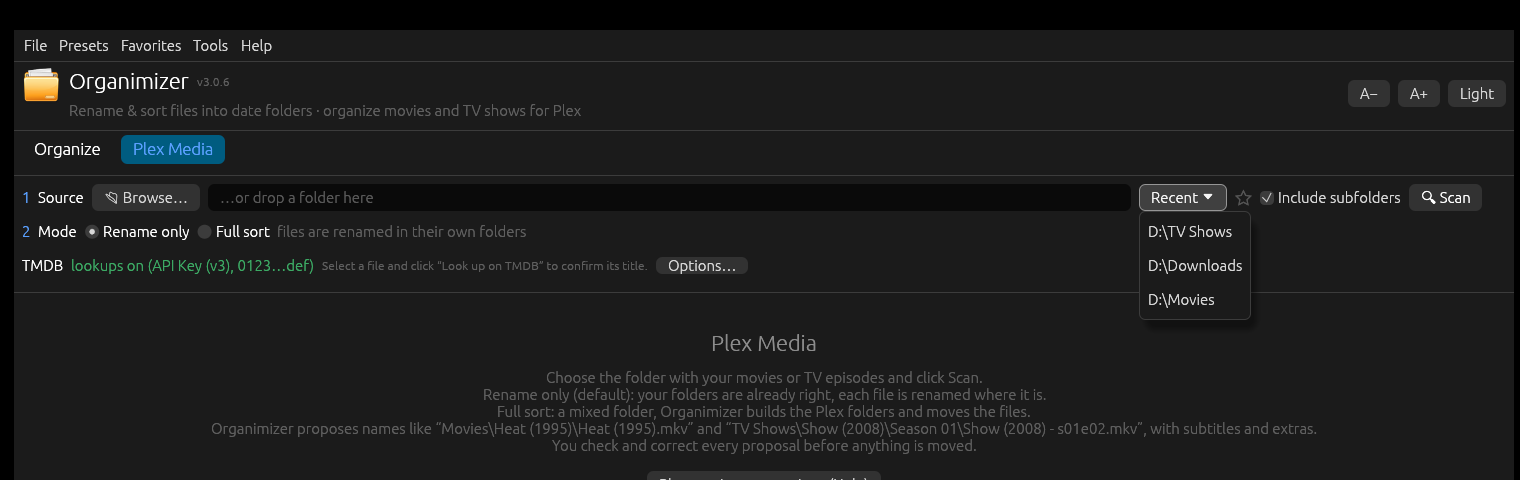 File Presets Favorites Tools Help
Organimizer v3.0.6
Rename & sort files into date folders · organize movies and TV shows for Plex
A− A+ Light
Organize Plex Media
1 Source Browse… …or drop a folder here Recent Include subfolders Scan
2 Mode Rename only Full sort files are renamed in their own folders
D:\TV Shows
TMDB lookups on (API Key (v3), 0123…def) Select a file and click “Look up on TMDB” to confirm its title. Options…
D:\Downloads
D:\Movies
Plex Media
Choose the folder with your movies or TV episodes and click Scan.
Rename only (default): your folders are already right, each file is renamed where it is.
Full sort: a mixed folder, Organimizer builds the Plex folders and moves the files.
Organimizer proposes names like “Movies\Heat (1995)\Heat (1995).mkv” and “TV Shows\Show (2008)\Season 01\Show (2008) - s01e02.mkv”, with subtitles and extras.
You check and correct every proposal before anything is moved.